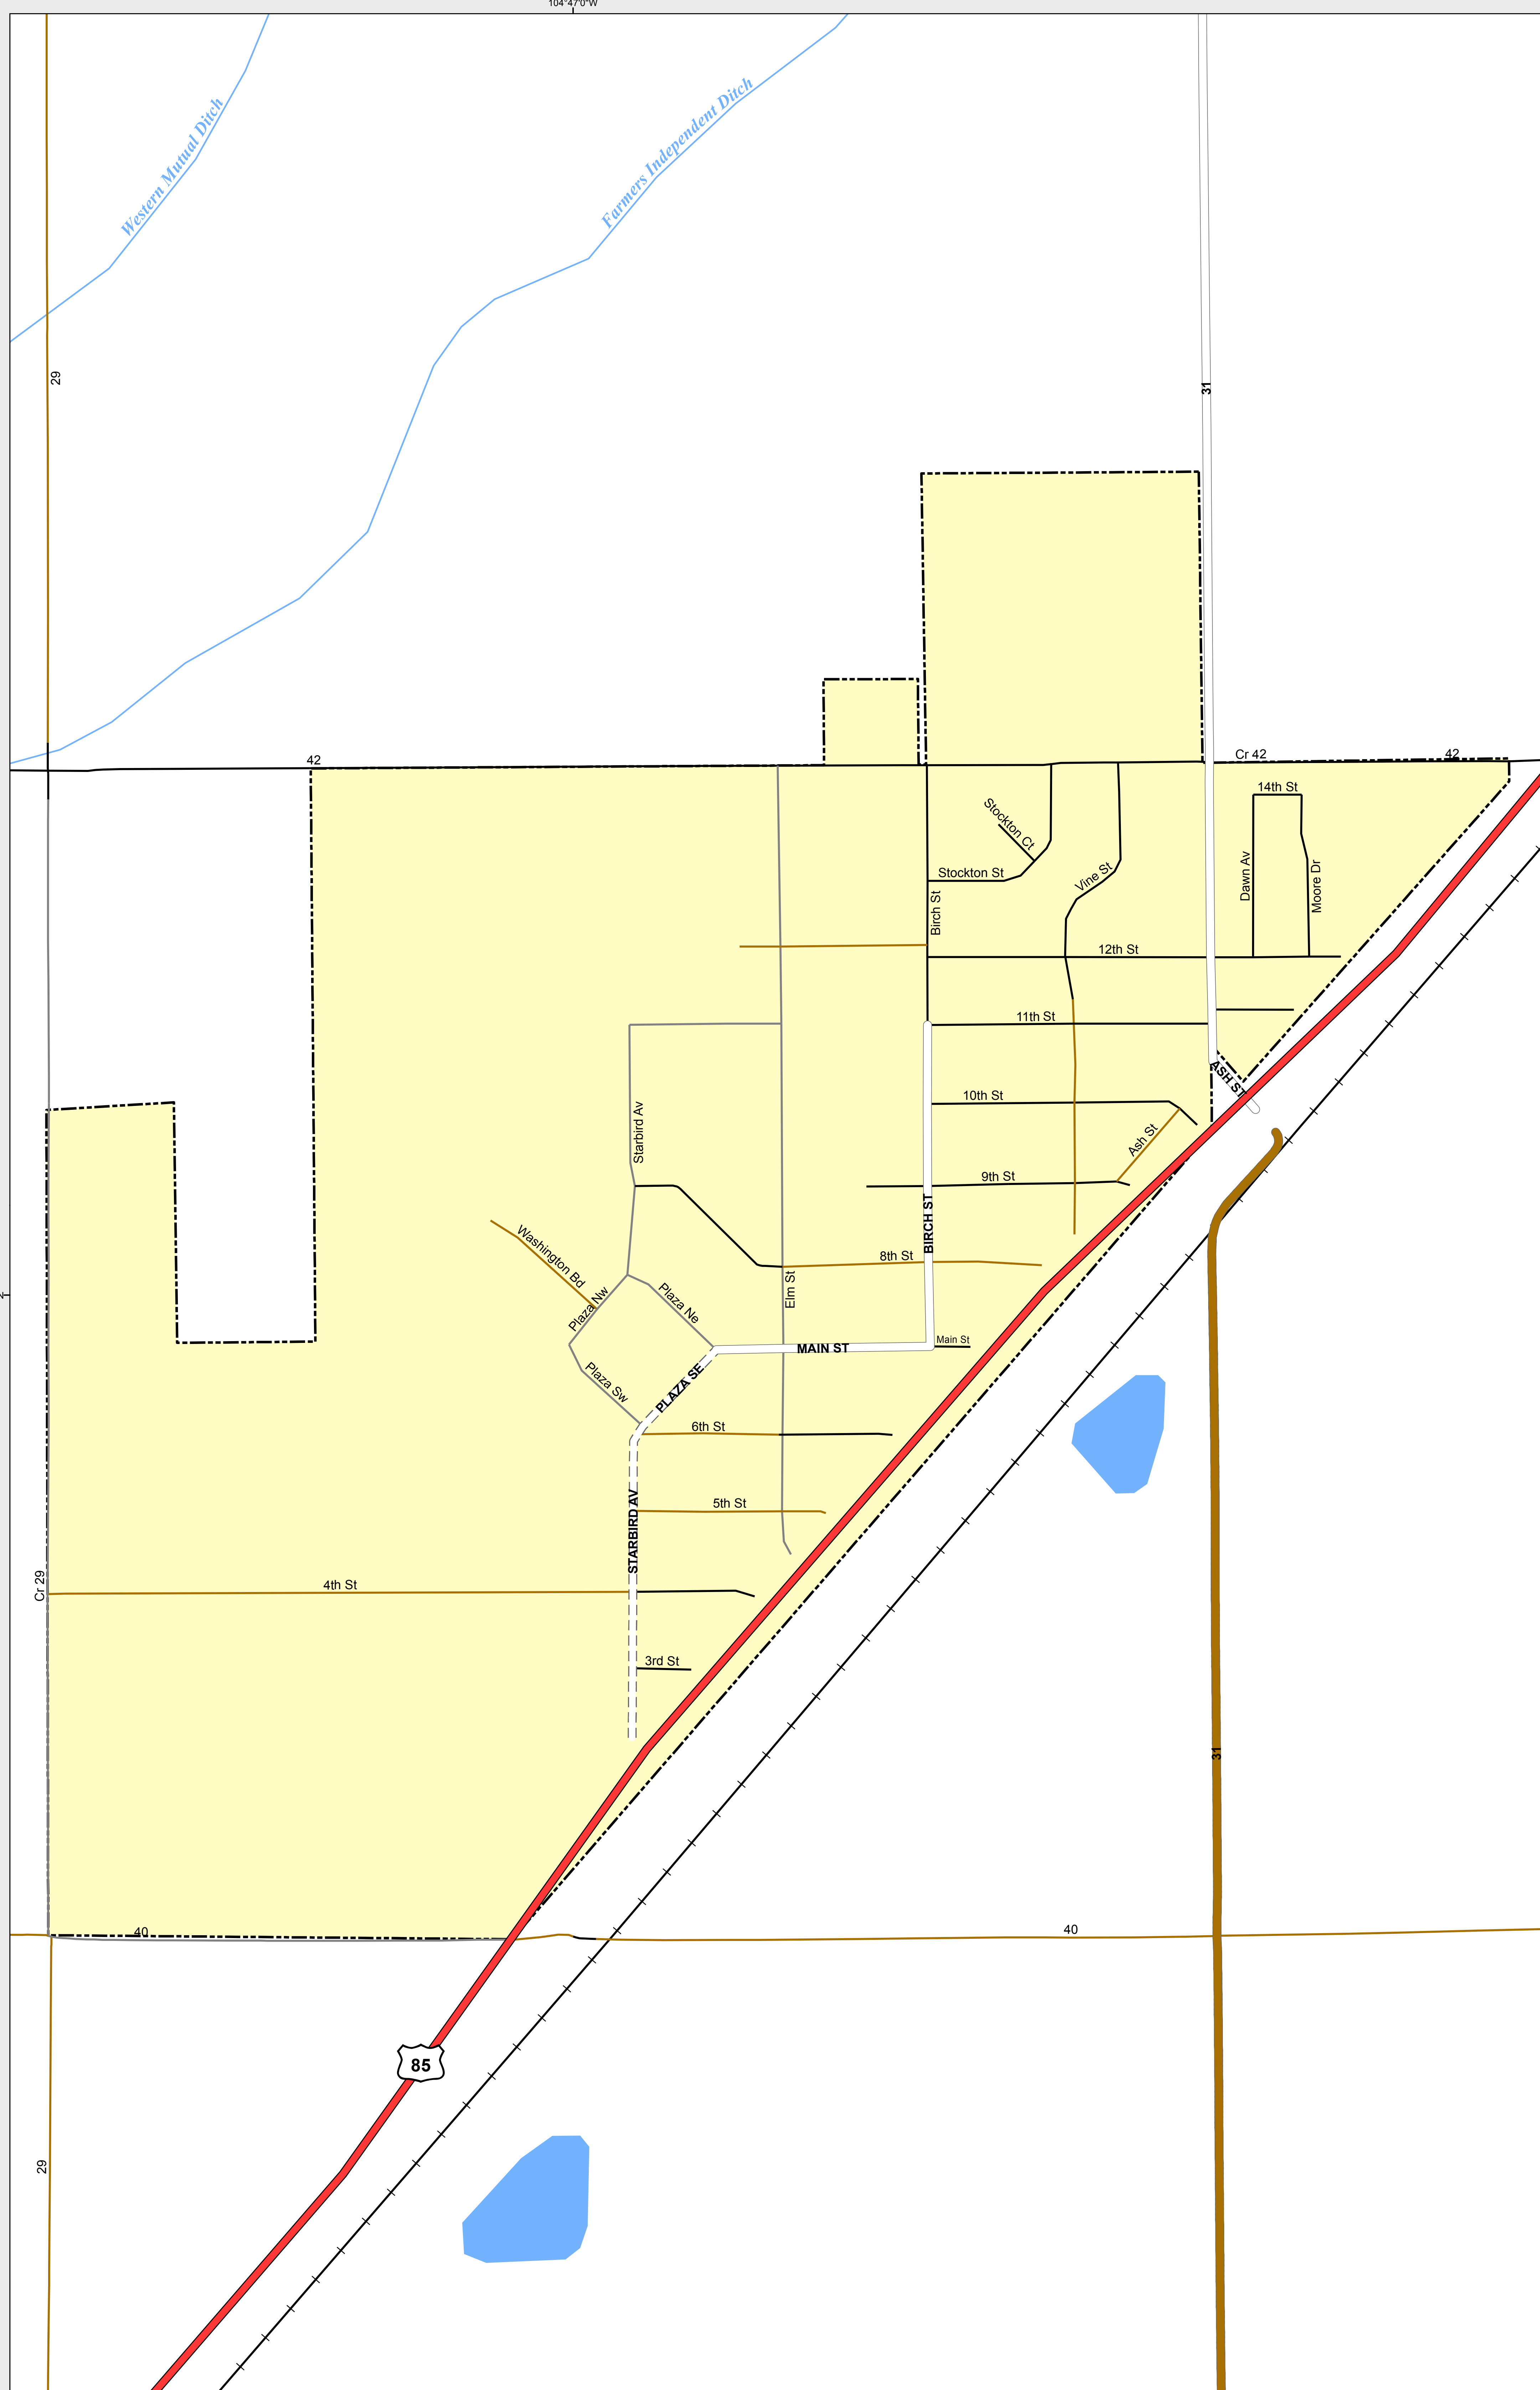 104°47'0"W
Western Mutual Ditch
Farmers Independent Ditch
29
31
42
Cr 42
42
14th St
Stockton Ct
Stockton St
Vine St
Dawn Av
Moore Dr
Birch St
12th St
11th St
ASH ST
10th St
Starbird Av
Ash St
9th St
BIRCH ST
Washington Bd
8th St
Elm St
Plaza Nw
Plaza Ne
Main St
MAIN ST
PLAZA SE
Plaza Sw
6th St
5th St
STARBIRD AV
Cr 29
4th St
3rd St
31
40
40
85
29